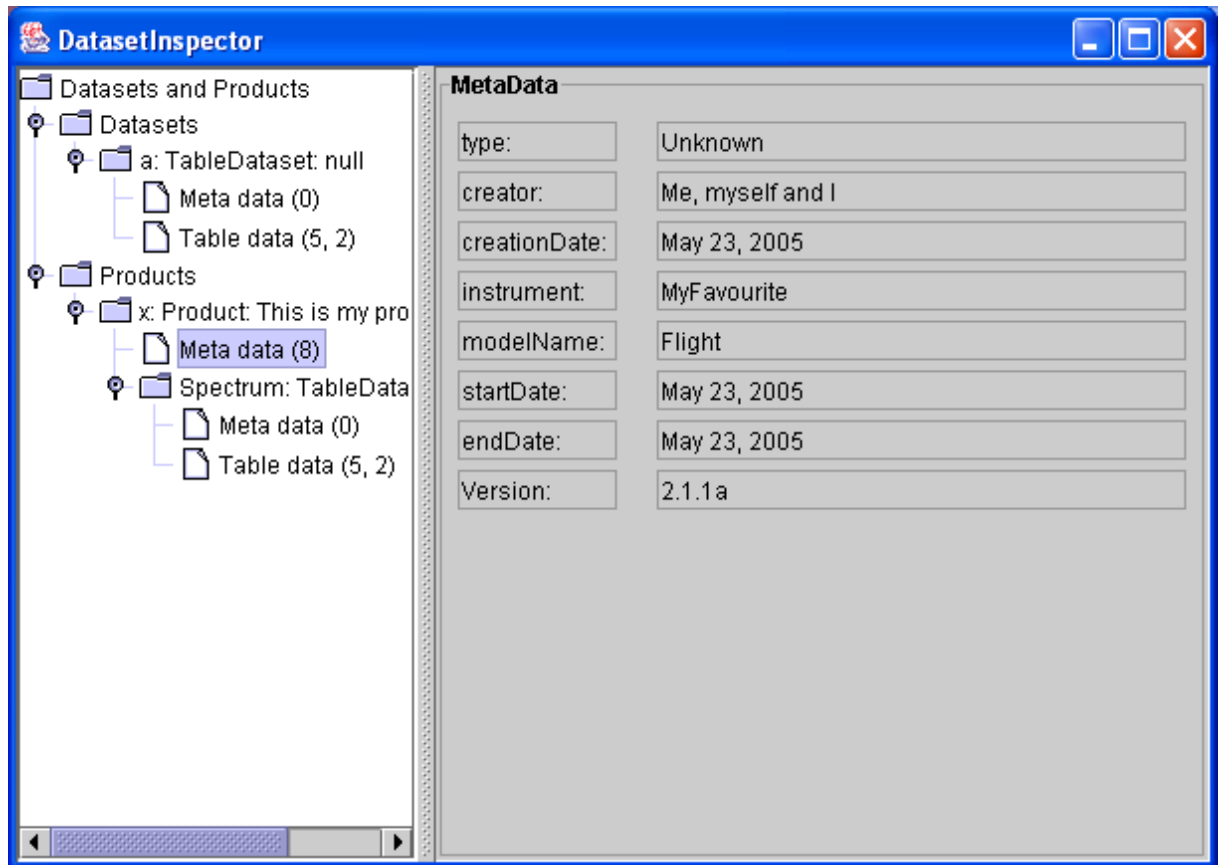 DatasetInspector
Datasets and Products
Datasets
a: TableDataset: null
Meta data (0)
Table data (5, 2)
Products
x: Product: This is my pro
Meta data (8)
Spectrum: TableData
Meta data (0)
Table data (5, 2)
MetaData
type: Unknown
creator: Me, myself and I
creationDate: May 23, 2005
instrument: MyFavourite
modelName: Flight
startDate: May 23, 2005
endDate: May 23, 2005
Version: 2.1.1a